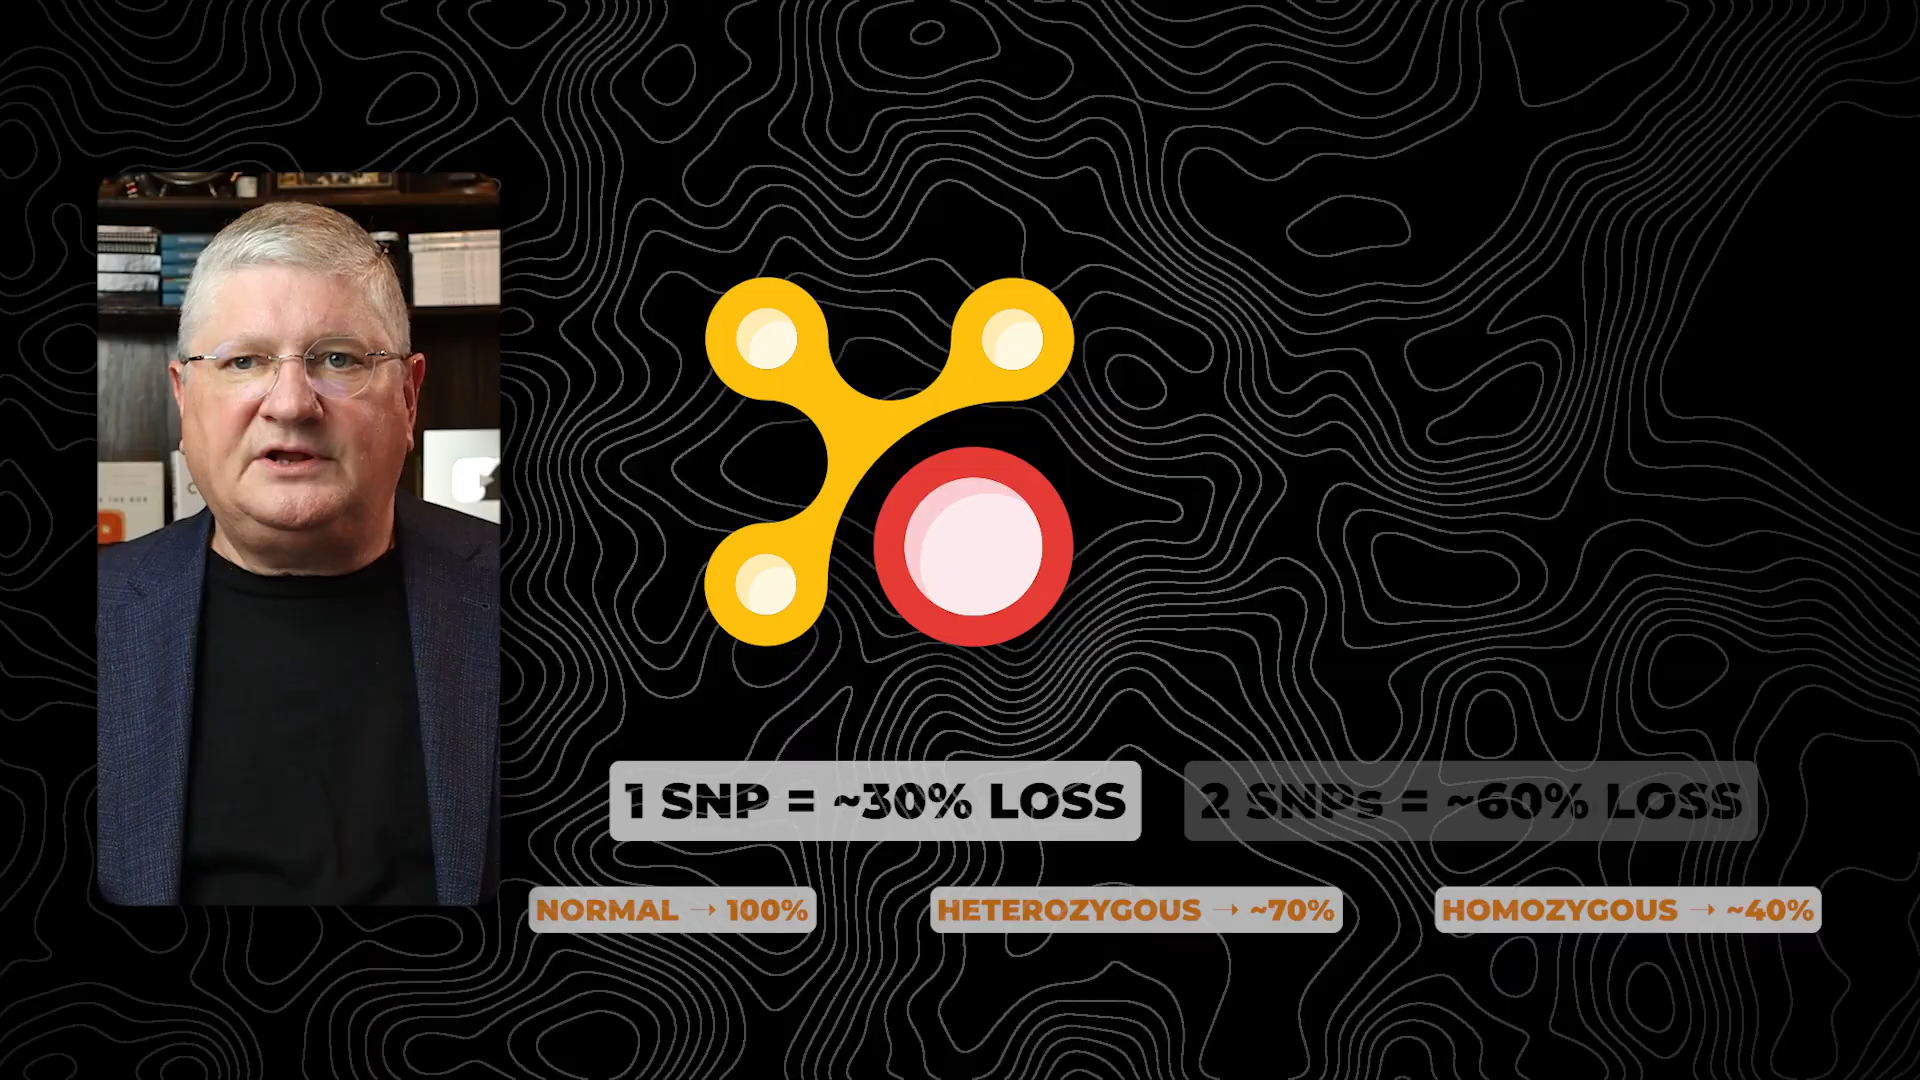 1 SNP = ~30% LOSS
2 SNPs = ~60% LOSS
NORMAL → 100%
HETEROZYGOUS → ~70%
HOMOZYGOUS → ~40%